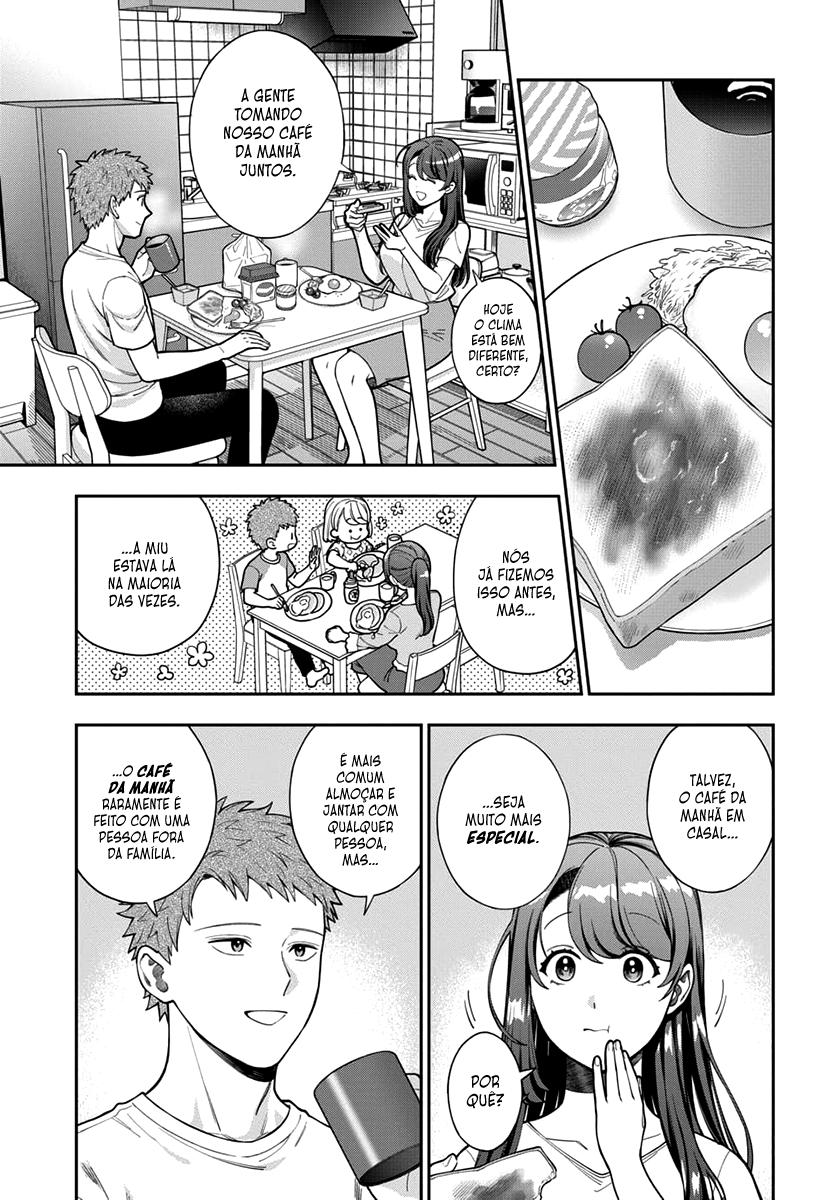 A GENTE
TOMANDO
NOSSO CAFÉ
DA MANHÃ
JUNTOS.
HOJE
O CLIMA
ESTÁ BEM
DIFERENTE,
CERTO?
NÓS
JÁ FIZEMOS
ISSO ANTES,
MAS...
...A MIU
ESTAVA LÁ
NA MAIORIA
DAS VEZES.
TALVEZ,
O CAFÉ DA
MANHÃ EM
CASAL...
...SEJA
MUITO MAIS
ESPECIAL.
POR
QUÊ?
É MAIS
COMUM
ALMOÇAR E
JANTAR COM
QUALQUER
PESSOA,
MAS...
...O CAFÉ
DA MANHÃ
RARAMENTE É
FEITO COM UMA
PESSOA FORA
DA FAMÍLIA.